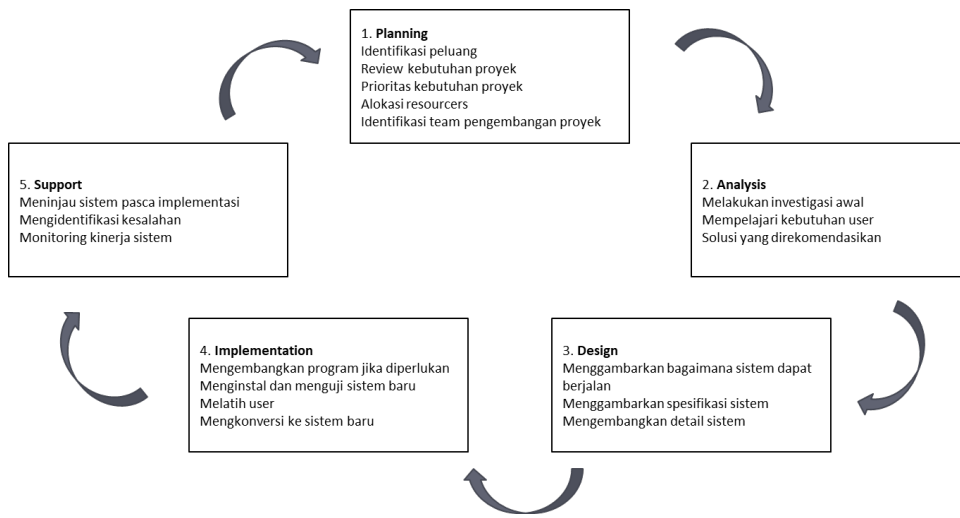 1. Planning
Identifikasi peluang
Review kebutuhan proyek
Prioritas kebutuhan proyek
Alokasi resourcers
Identifikasi team pengembangan proyek
2. Analysis
Melakukan investigasi awal
Mempelajari kebutuhan user
Solusi yang direkomendasikan
3. Design
Menggambarkan bagaimana sistem dapat
berjalan
Menggambarkan spesifikasi sistem
Mengembangkan detail sistem
4. Implementation
Mengembangkan program jika diperlukan
Menginstal dan menguji sistem baru
Melatih user
Mengkonversi ke sistem baru
5. Support
Meninjau sistem pasca implementasi
Mengidentifikasi kesalahan
Monitoring kinerja sistem